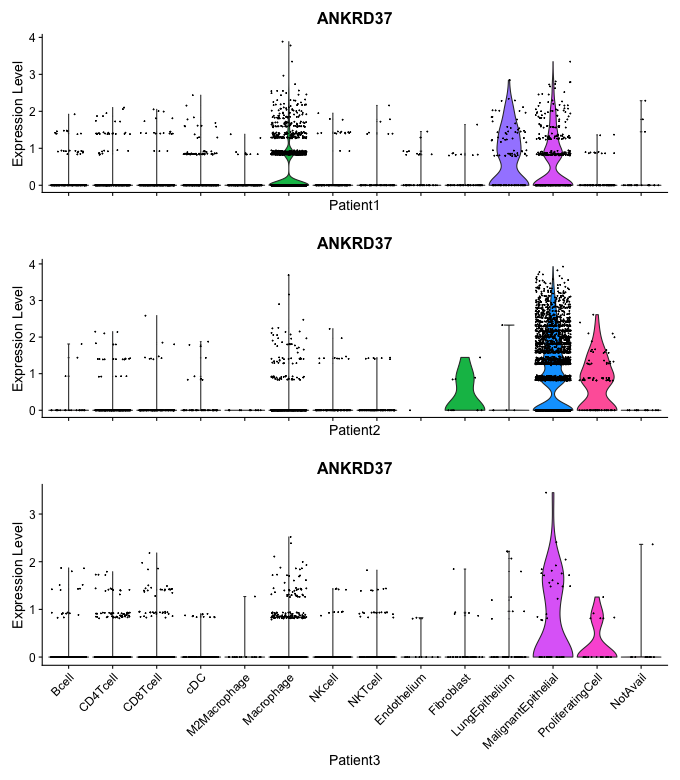 ANKRD37
Expression Level
4
3
2
1
0
Patient1
ANKRD37
Expression Level
4
3
2
1
0
Patient2
ANKRD37
Expression Level
3
2
1
0
Bcell
CD4Tcell
CD8Tcell
cDC
M2Macrophage
Macrophage
NKcell
NKTcell
Endothelium
Fibroblast
LungEpithelium
MalignantEpithelial
ProliferatingCell
NotAvail
Patient3